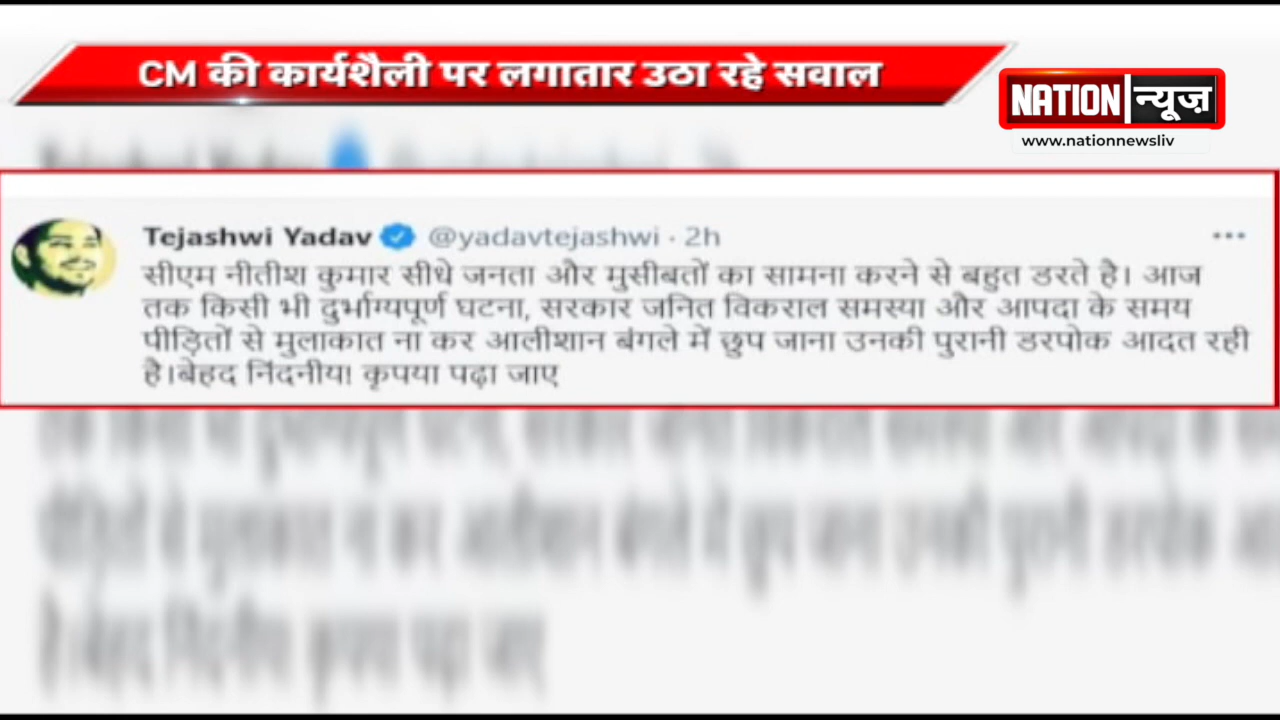 CM की कार्यशैली पर लगातार उठा रहे सवाल
NATION न्यूज़
www.nationnewsliv
Tejashwi Yadav @yadavtejashwi · 2h
सीएम नीतीश कुमार सीधे जनता और मुसीबतों का सामना करने से बहुत डरते है। आज
तक किसी भी दुर्भाग्यपूर्ण घटना, सरकार जनित विकराल समस्या और आपदा के समय
पीड़ितों से मुलाकात ना कर आलीशान बंगले में छुप जाना उनकी पुरानी डरपोक आदत रही
है।बेहद निंदनीय! कृपया पढ़ा जाए